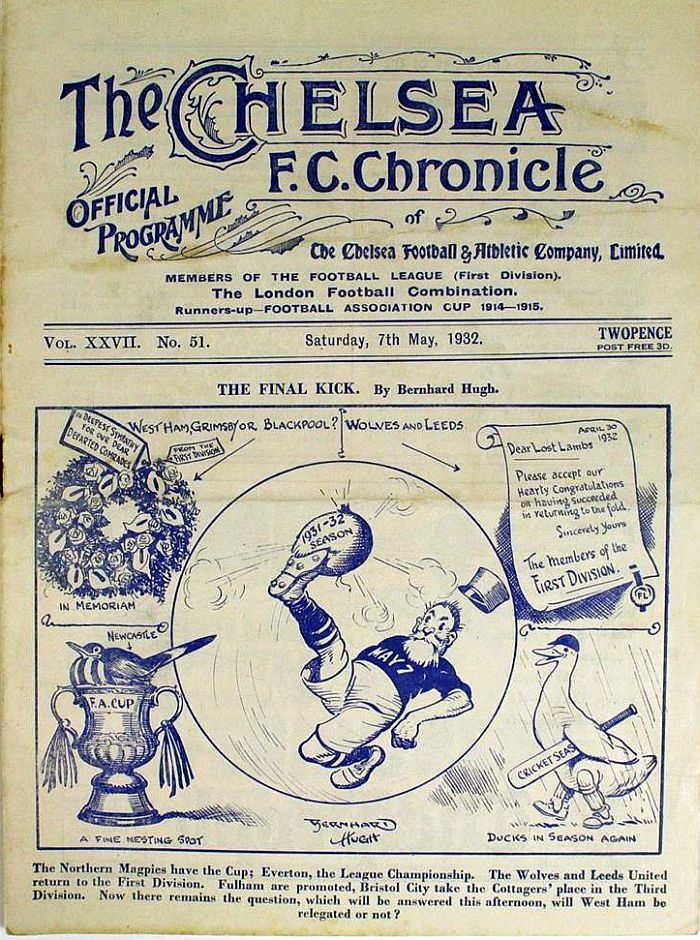 The CHELSEA
F.C. Chronicle
OFFICIAL
PROGRAMME
of
The Chelsea Football & Athletic Company, Limited.
MEMBERS OF THE FOOTBALL LEAGUE (First Division).
The London Football Combination.
Runners-up—FOOTBALL ASSOCIATION CUP 1914—1915.
VOL. XXVII. No. 51.
Saturday, 7th May, 1932.
TWOPENCE
POST FREE 3D.
THE FINAL KICK. By Bernhard Hugh.
IN DEEPEST SYMPATHY
FOR OUR DEAR
DEPARTED COMRADES
FROM THE
FIRST DIVISION
WEST HAM, GRIMSBY OR BLACKPOOL?
WOLVES AND LEEDS
APRIL 30
1932
Dear Lost Lambs
Please accept our
Hearty Congratulations
on having succeeded
in returning to the fold.
Sincerely Yours
The Members of the
FIRST DIVISION.
FL
1931-32
SEASON
IN MEMORIAM
MAY 7
NEWCASTLE
F.A. CUP
A FINE NESTING SPOT
BERNHARD
HUGH
CRICKET SEAS
DUCKS IN SEASON AGAIN
The Northern Magpies have the Cup; Everton, the League Championship. The Wolves and Leeds United
return to the First Division. Fulham are promoted, Bristol City take the Cottagers' place in the Third
Division. Now there remains the question, which will be answered this afternoon, will West Ham be
relegated or not?